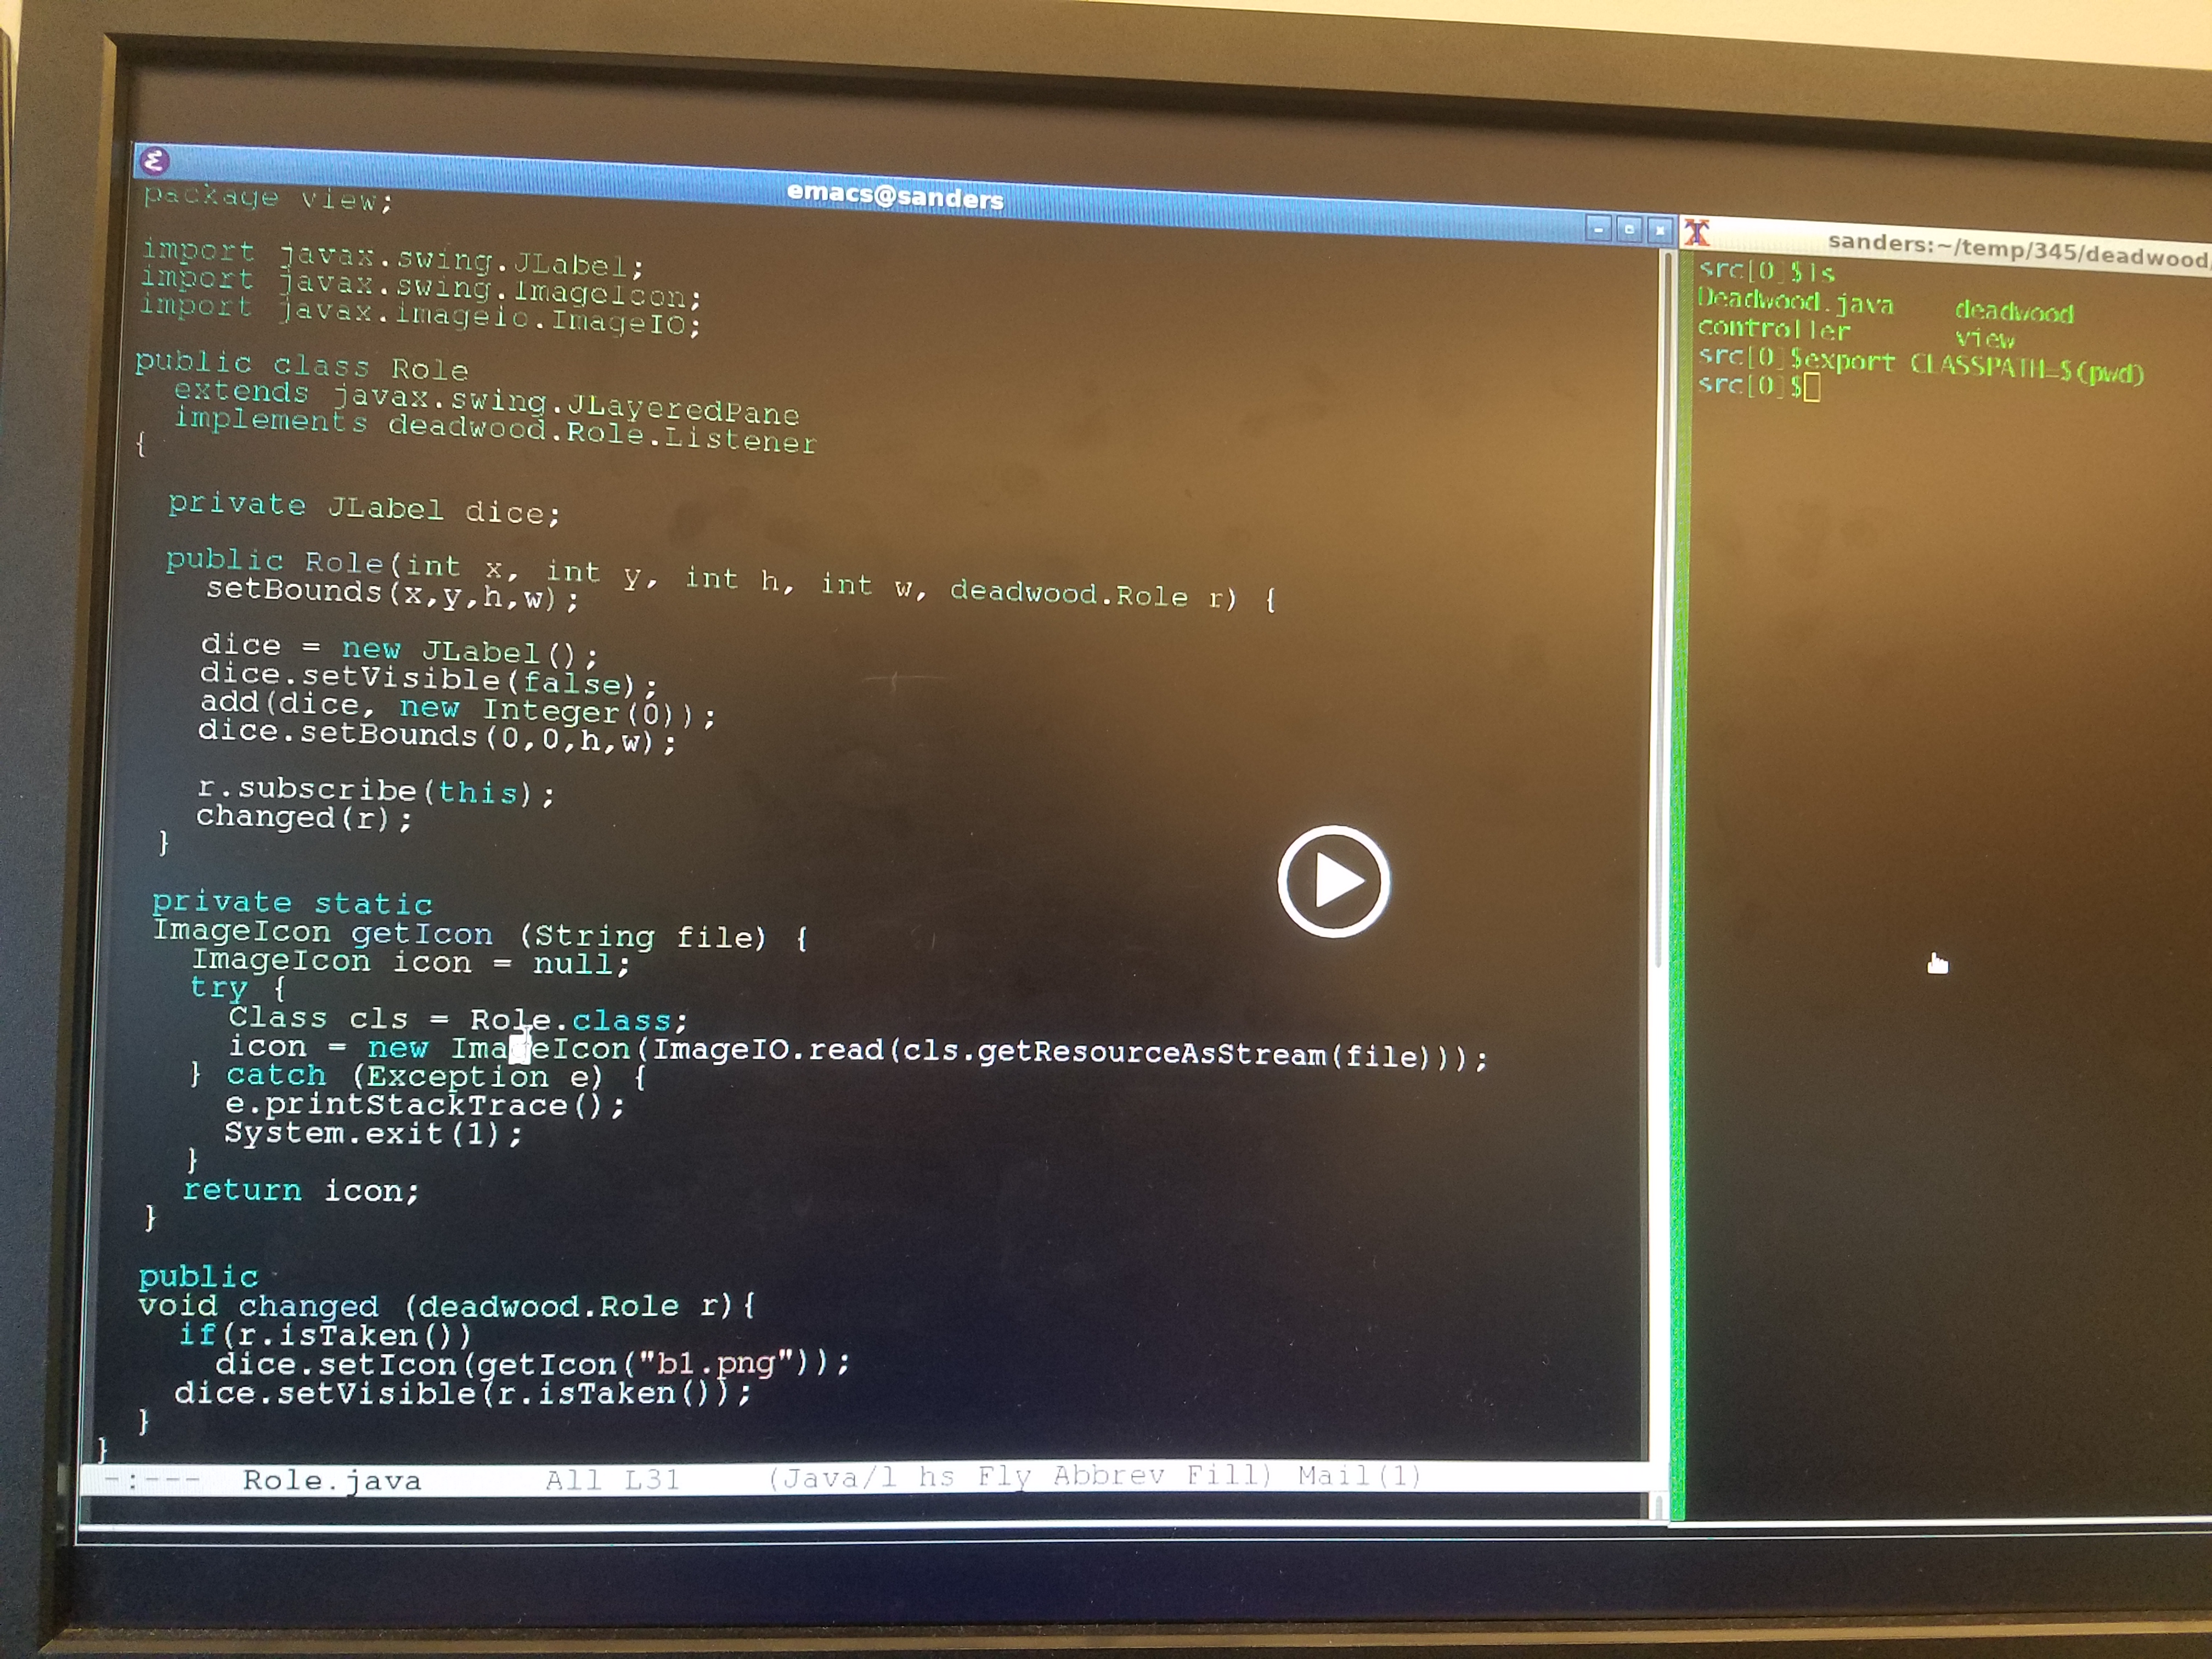 emacs@sanders
package view;
import javax.swing.JLabel;
import javax.swing.ImageIcon;
import javax.imageio.ImageIO;
public class Role
extends javax.swing.JLayeredPane
implements deadwood.Role.Listener
{
private JLabel dice;
public Role(int x, int y, int h, int w, deadwood.Role r) {
setBounds(x,y,h,w);
dice = new JLabel();
dice.setVisible(false);
add(dice, new Integer(0));
dice.setBounds(0,0,h,w);
r.subscribe(this);
changed(r);
}
private static
ImageIcon getIcon (String file) {
ImageIcon icon = null;
try {
Class cls = Role.class;
icon = new ImageIcon(ImageIO.read(cls.getResourceAsStream(file)));
} catch (Exception e) {
e.printStackTrace();
System.exit(1);
}
return icon;
}
public
void changed (deadwood.Role r){
if(r.isTaken())
dice.setIcon(getIcon("b1.png"));
dice.setVisible(r.isTaken());
}
}
-:--- Role.java All L31 (Java/l hs Fly Abbrev Fill) Mail(1)
sanders:~/temp/345/deadwood/
src[0]$ls
Deadwood.java deadwood
controller view
src[0]$export CLASSPATH=$(pwd)
src[0]$